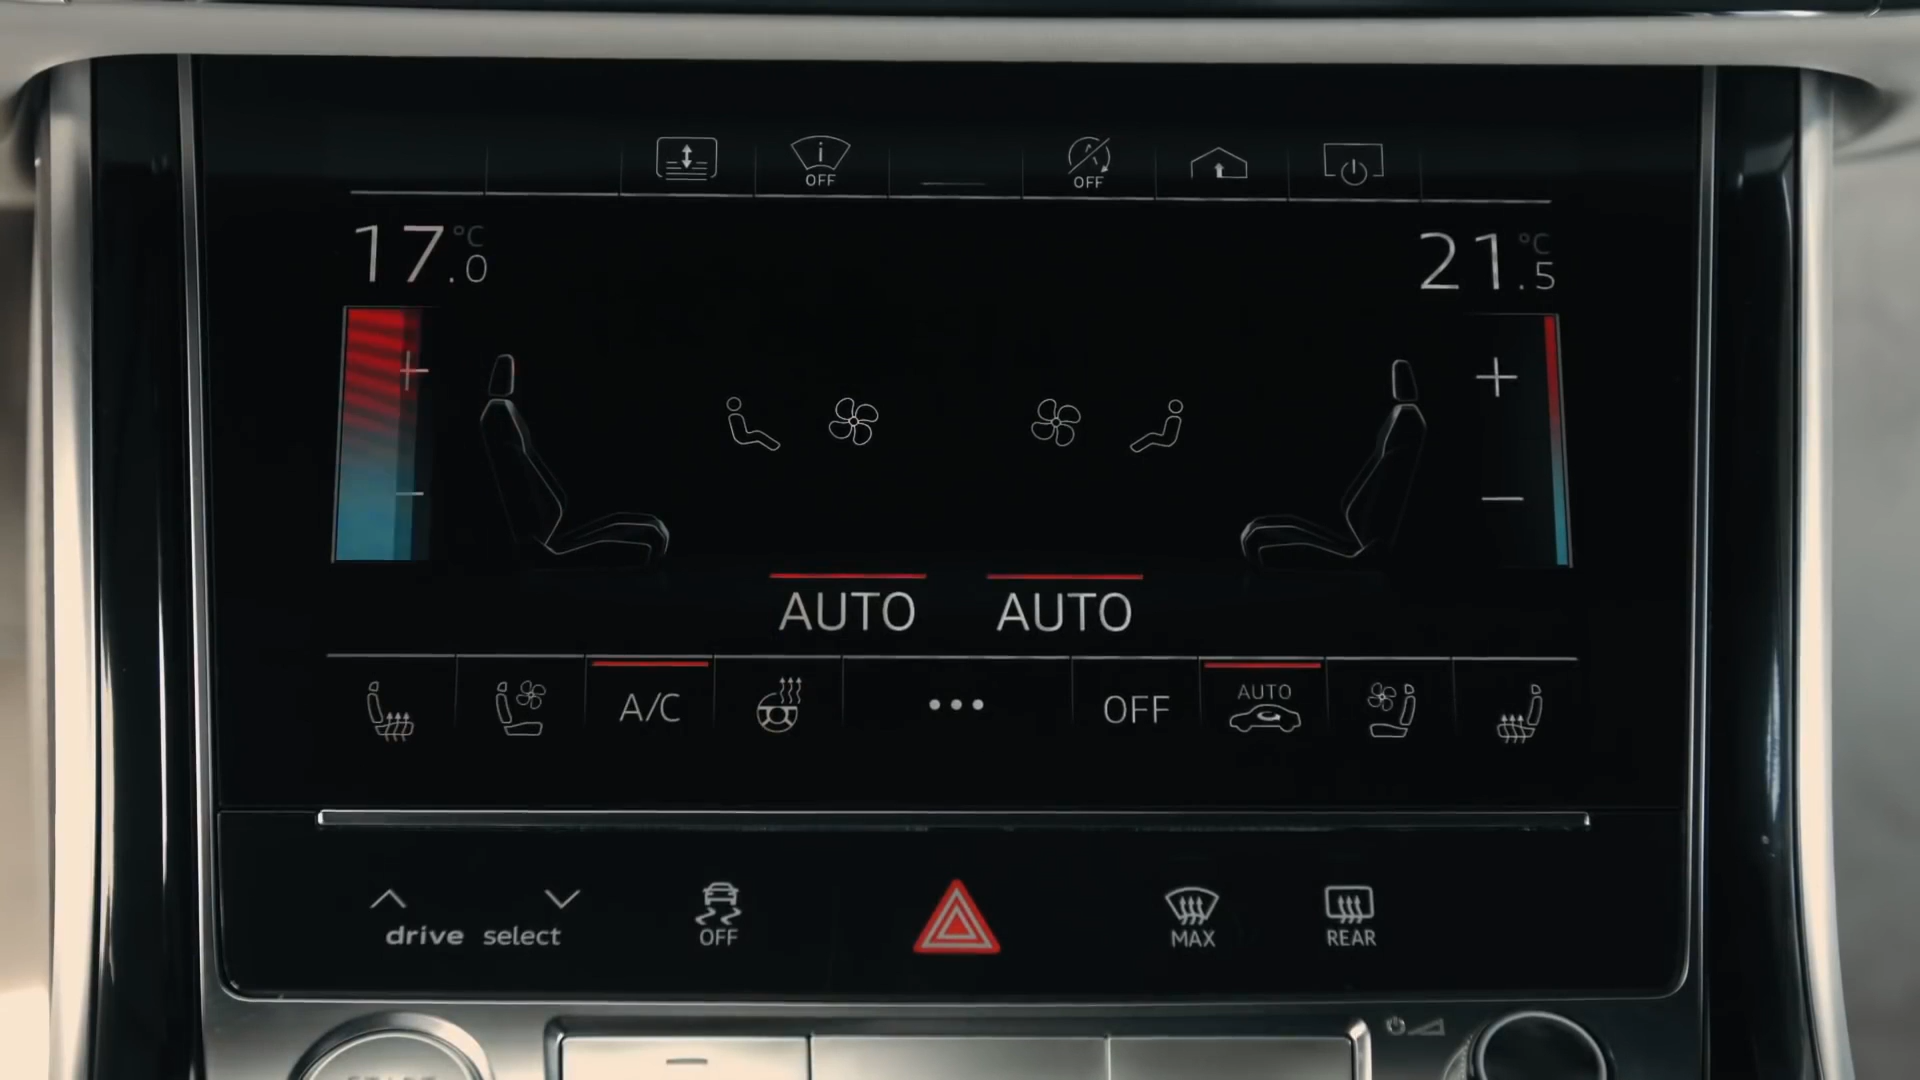 OFF
OFF
17.0 °C
21.5 °C
AUTO AUTO
A/C
...
OFF
AUTO
drive select
OFF
MAX
REAR